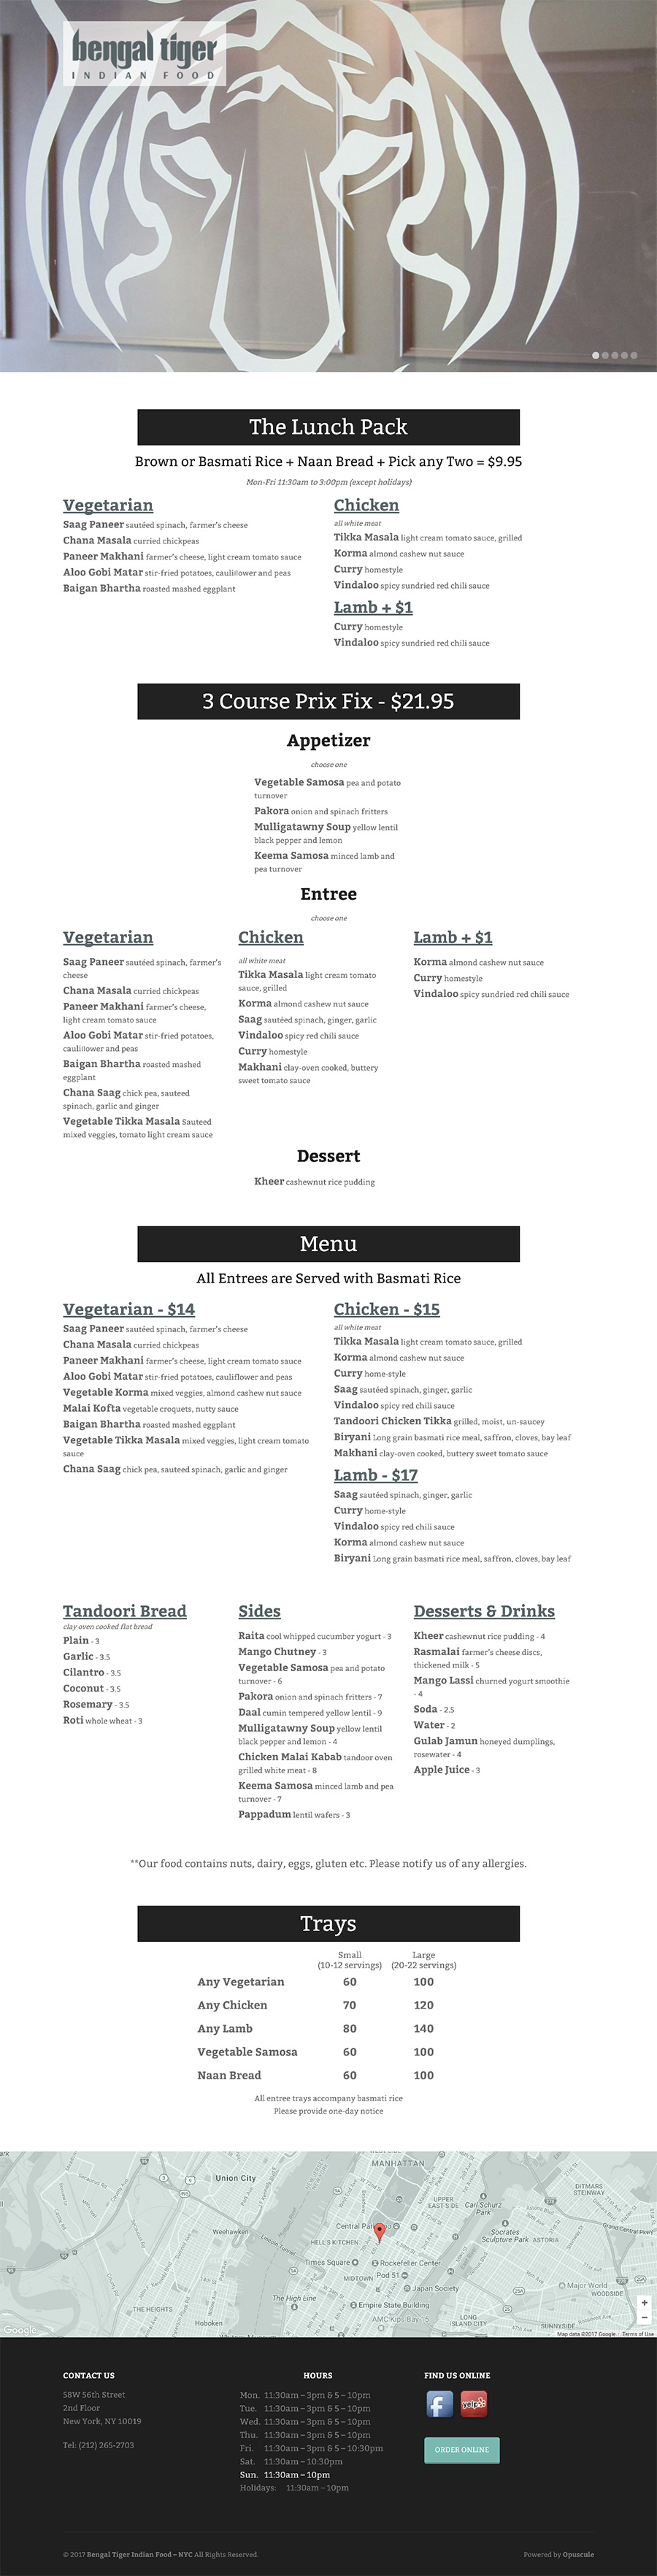 bengal tiger
INDIAN FOOD
The Lunch Pack
Brown or Basmati Rice + Naan Bread + Pick any Two = $9.95
Mon-Fri 11:30am to 3:00pm (except holidays)
Vegetarian
Saag Paneer sautéed spinach, farmer's cheese
Chana Masala curried chickpeas
Paneer Makhani farmer's cheese, light cream tomato sauce
Aloo Gobi Matar stir-fried potatoes, cauliflower and peas
Baigan Bhartha roasted mashed eggplant
Chicken
all white meat
Tikka Masala light cream tomato sauce, grilled
Korma almond cashew nut sauce
Curry homestyle
Vindaloo spicy sundried red chili sauce
Lamb + $1
Curry homestyle
Vindaloo spicy sundried red chili sauce
3 Course Prix Fix - $21.95
Appetizer
choose one
Vegetable Samosa pea and potato
turnover
Pakora onion and spinach fritters
Mulligatawny Soup yellow lentil
black pepper and lemon
Keema Samosa minced lamb and
pea turnover
Entree
choose one
Vegetarian
Saag Paneer sautéed spinach, farmer's
cheese
Chana Masala curried chickpeas
Paneer Makhani farmer's cheese,
light cream tomato sauce
Aloo Gobi Matar stir-fried potatoes,
cauliflower and peas
Baigan Bhartha roasted mashed
eggplant
Chana Saag chick pea, sauteed
spinach, garlic and ginger
Vegetable Tikka Masala Sauteed
mixed veggies, tomato light cream sauce
Chicken
all white meat
Tikka Masala light cream tomato
sauce, grilled
Korma almond cashew nut sauce
Saag sautéed spinach, ginger, garlic
Vindaloo spicy red chili sauce
Curry homestyle
Makhani clay-oven cooked, buttery
sweet tomato sauce
Lamb + $1
Korma almond cashew nut sauce
Curry homestyle
Vindaloo spicy sundried red chili sauce
Dessert
Kheer cashewnut rice pudding
Menu
All Entrees are Served with Basmati Rice
Vegetarian - $14
Saag Paneer sautéed spinach, farmer's cheese
Chana Masala curried chickpeas
Paneer Makhani farmer's cheese, light cream tomato sauce
Aloo Gobi Matar stir-fried potatoes, cauliflower and peas
Vegetable Korma mixed veggies, almond cashew nut sauce
Malai Kofta vegetable croquets, nutty sauce
Baigan Bhartha roasted mashed eggplant
Vegetable Tikka Masala mixed veggies, light cream tomato
sauce
Chana Saag chick pea, sauteed spinach, garlic and ginger
Chicken - $15
all white meat
Tikka Masala light cream tomato sauce, grilled
Korma almond cashew nut sauce
Curry home-style
Saag sautéed spinach, ginger, garlic
Vindaloo spicy red chili sauce
Tandoori Chicken Tikka grilled, moist, un-saucey
Biryani Long grain basmati rice meal, saffron, cloves, bay leaf
Makhani clay-oven cooked, buttery sweet tomato sauce
Lamb - $17
Saag sautéed spinach, ginger, garlic
Curry home-style
Vindaloo spicy red chili sauce
Korma almond cashew nut sauce
Biryani Long grain basmati rice meal, saffron, cloves, bay leaf
Tandoori Bread
clay oven cooked flat bread
Plain - 3
Garlic - 3.5
Cilantro - 3.5
Coconut - 3.5
Rosemary - 3.5
Roti whole wheat - 3
Sides
Raita cool whipped cucumber yogurt - 3
Mango Chutney - 3
Vegetable Samosa pea and potato
turnover - 6
Pakora onion and spinach fritters - 7
Daal cumin tempered yellow lentil - 9
Mulligatawny Soup yellow lentil
black pepper and lemon - 4
Chicken Malai Kabab tandoor oven
grilled white meat - 8
Keema Samosa minced lamb and pea
turnover - 7
Pappadum lentil wafers - 3
Desserts & Drinks
Kheer cashewnut rice pudding - 4
Rasmalai farmer's cheese discs,
thickened milk - 5
Mango Lassi churned yogurt smoothie
- 4
Soda - 2.5
Water - 2
Gulab Jamun honeyed dumplings,
rosewater - 4
Apple Juice - 3
**Our food contains nuts, dairy, eggs, gluten etc. Please notify us of any allergies.
Trays
Small Large
(10-12 servings) (20-22 servings)
Any Vegetarian 60 100
Any Chicken 70 120
Any Lamb 80 140
Vegetable Samosa 60 100
Naan Bread 60 100
All entree trays accompany basmati rice
Please provide one-day notice
MANHATTAN
Union City
DITMARS
STEINWAY
UPPER
EAST SIDE
Carl Schurz
Park
Weehawken
Central Park
Socrates
Sculpture Park
ASTORIA
HELL'S KITCHEN
Times Square
Rockefeller Center
MIDTOWN
Pod 51
Japan Society
Major World
WOODSIDE
The High Line
Empire State Building
THE HEIGHTS
Hoboken
AMC Kips Bay 15
LONG
ISLAND CITY
SUNNYSIDE
Google
Map data ©2017 Google
Terms of Use
CONTACT US
58W 56th Street
2nd Floor
New York, NY 10019
Tel: (212) 265-2703
HOURS
Mon. 11:30am – 3pm & 5 – 10pm
Tue. 11:30am – 3pm & 5 – 10pm
Wed. 11:30am – 3pm & 5 – 10pm
Thu. 11:30am – 3pm & 5 – 10pm
Fri. 11:30am – 3pm & 5 – 10:30pm
Sat. 11:30am – 10:30pm
Sun. 11:30am – 10pm
Holidays: 11:30am – 10pm
FIND US ONLINE
f
yelp
ORDER ONLINE
© 2017 Bengal Tiger Indian Food – NYC All Rights Reserved.
Powered by Opuscule